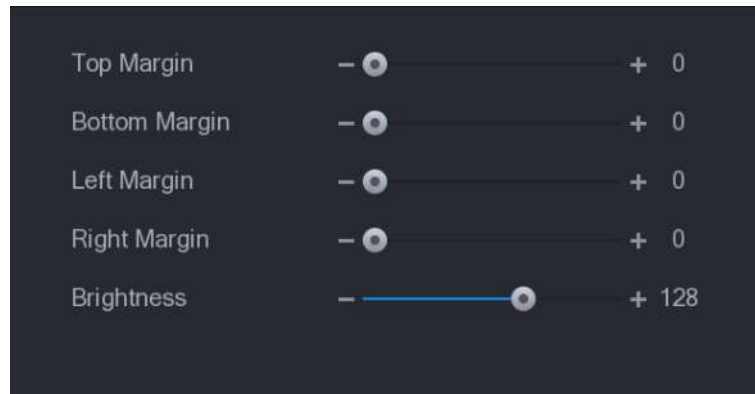 Top Margin − + 0
Bottom Margin − + 0
Left Margin − + 0
Right Margin − + 0
Brightness − + 128